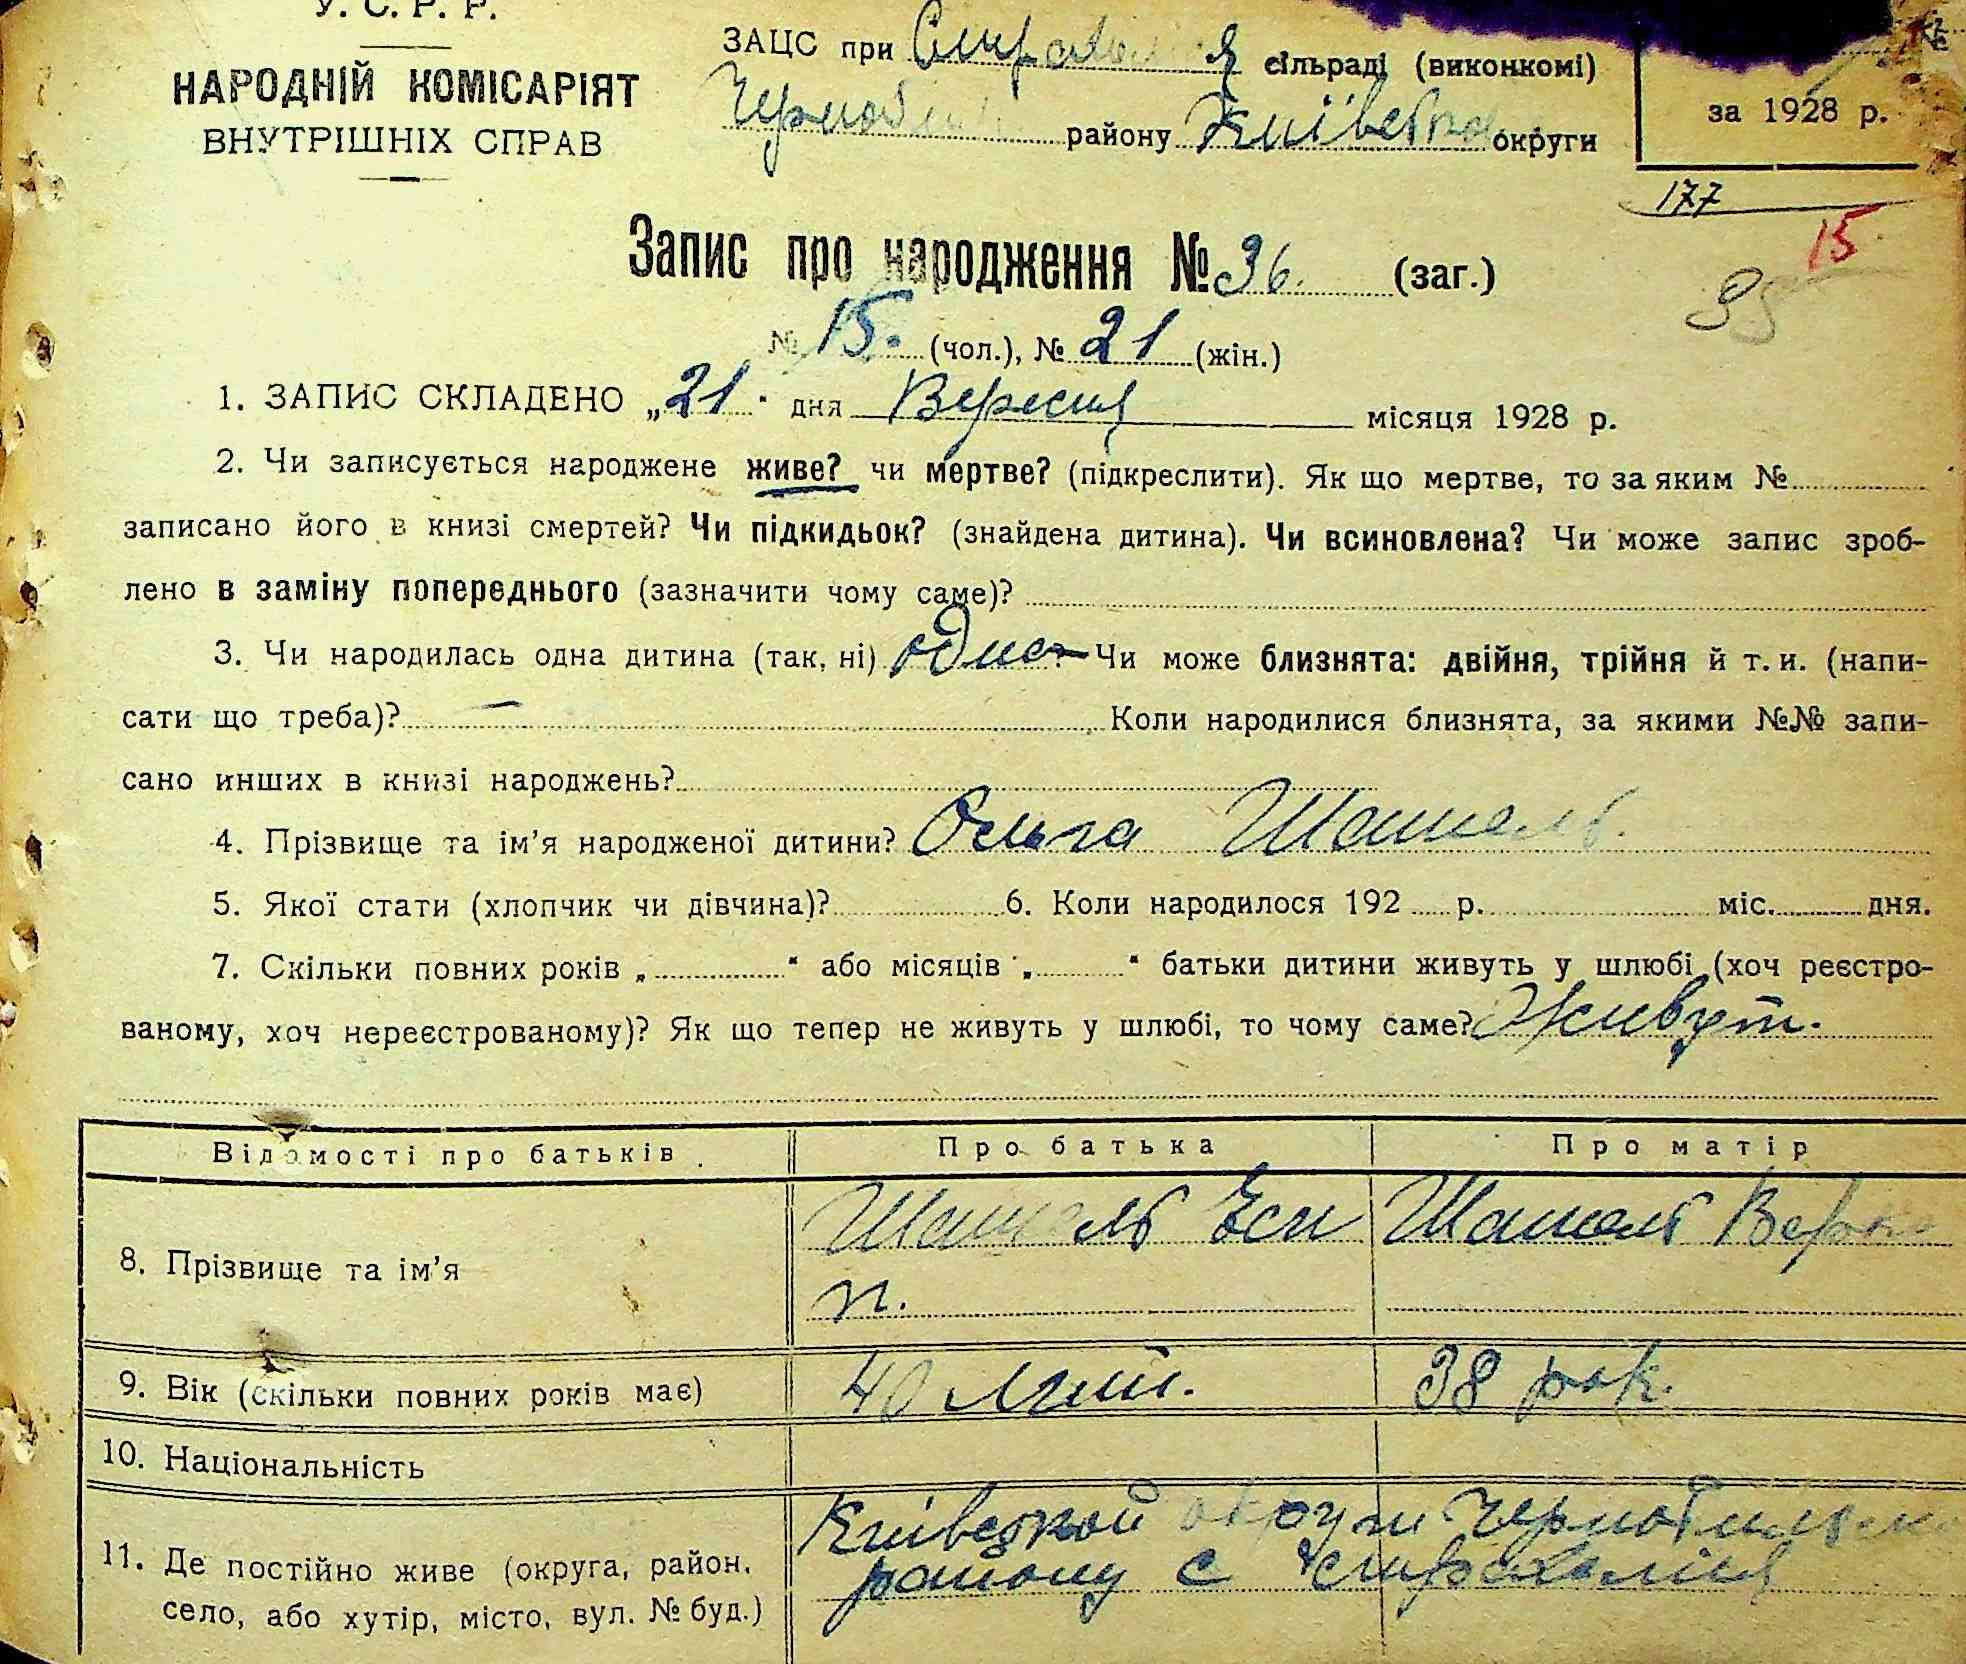 У. С. Р. Р.
НАРОДНІЙ КОМІСАРІЯТ
ВНУТРІШНІХ СПРАВ
ЗАЦС при сільраді (виконкомі)
району Київської округи
за 1928 р.
177
15
Запис про народження № 36. (заг.)
№ 15. (чол.), № 21 (жін.)
1. ЗАПИС СКЛАДЕНО „21" дня Вересня місяця 1928 р.
2. Чи записується народжене живе? чи мертве? (підкреслити). Як що мертве, то за яким №
записано його в книзі смертей? Чи підкидьок? (знайдена дитина). Чи всиновлена? Чи може запис зроб-
лено в заміну попереднього (зазначити чому саме)?
3. Чи народилась одна дитина (так, ні) одна Чи може близнята: двійня, трійня й т. и. (напи-
сати що треба)? — Коли народилися близнята, за якими №№ запи-
сано инших в книзі народжень?
4. Прізвище та ім'я народженої дитини? Ольга Шашель.
5. Якої стати (хлопчик чи дівчина)? 6. Коли народилося 192 р. міс. дня.
7. Скільки повних років „ " або місяців „ " батьки дитини живуть у шлюбі (хоч реєстро-
ваному, хоч нереєстрованому)? Як що тепер не живуть у шлюбі, то чому саме? Живут.
Відомості про батьків Про батька Про матір
8. Прізвище та ім'я Шашель Еси Шашель
п.
9. Вік (скільки повних років має) 40 літ. 38 рок.
10. Національність
11. Де постійно живе (округа, район, село, або хутір, місто, вул. № буд.)
округи
району с